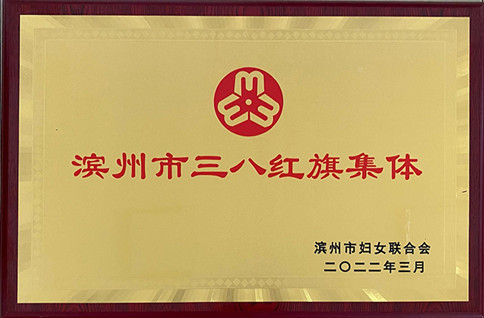 滨州市三八红旗集体
滨州市妇女联合会
二〇二二年三月